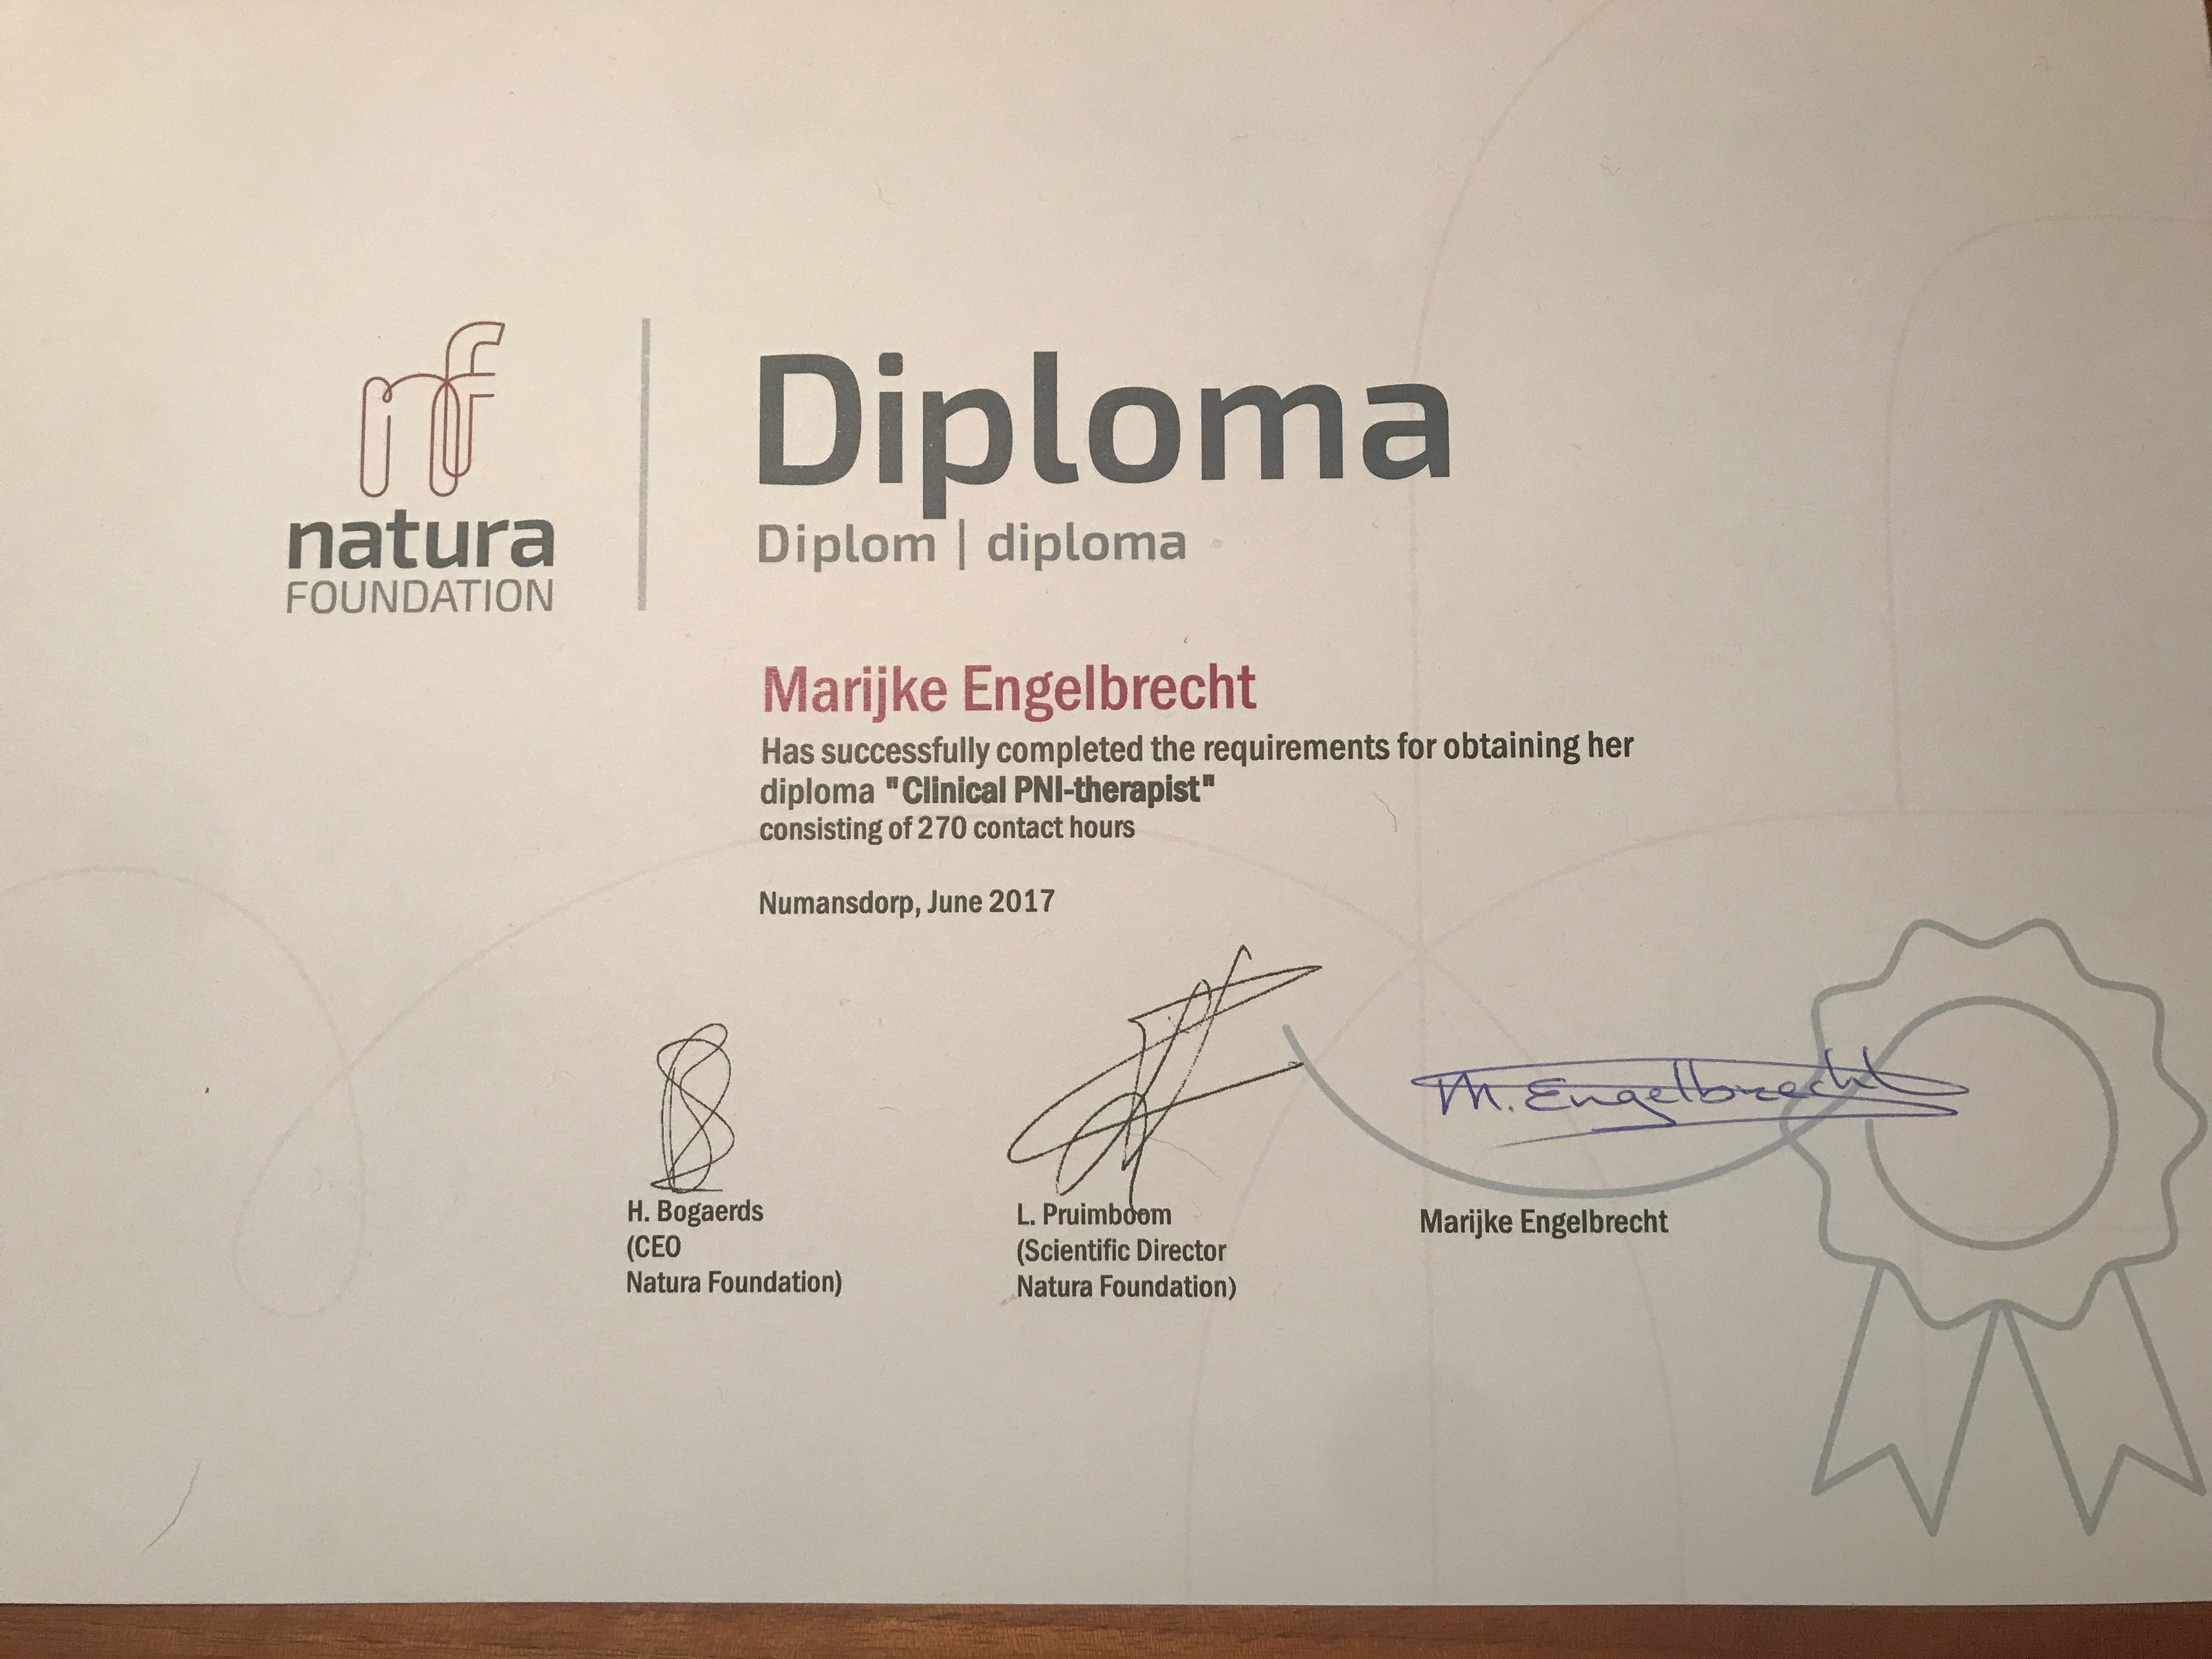 nf
natura
FOUNDATION
Diploma
Diplom | diploma
Marijke Engelbrecht
Has successfully completed the requirements for obtaining her
diploma "Clinical PNI-therapist"
consisting of 270 contact hours
Numansdorp, June 2017
M. Engelbrecht
H. Bogaerds
(CEO
Natura Foundation)
L. Pruimboom
(Scientific Director
Natura Foundation)
Marijke Engelbrecht